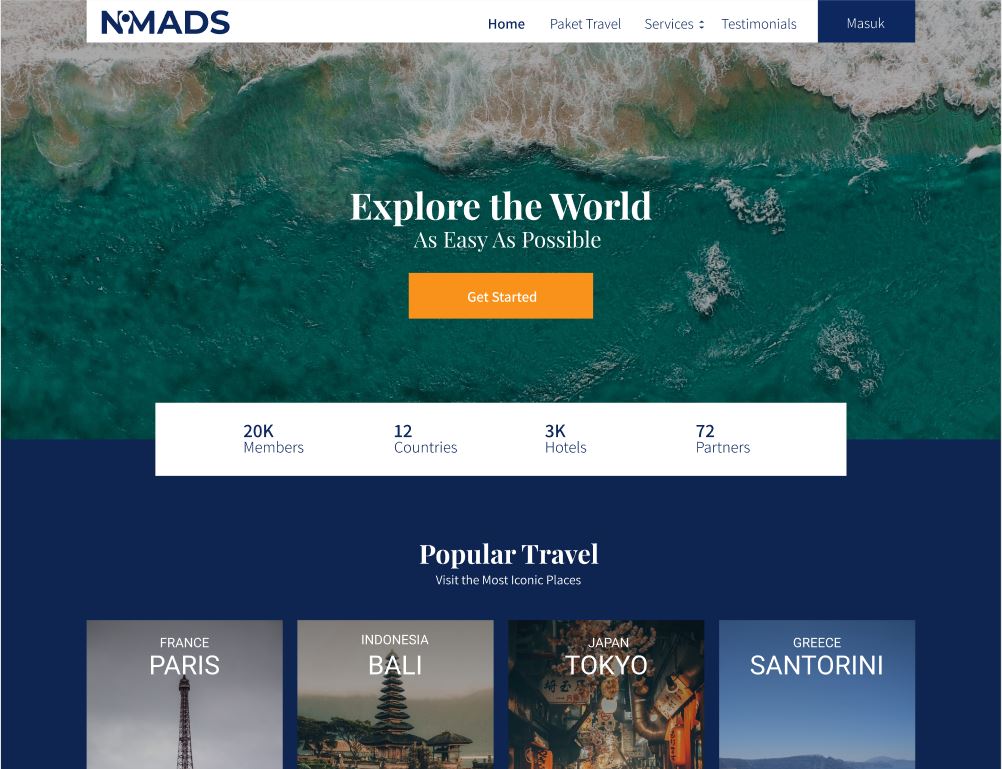 NOMADS
Home Paket Travel Services Testimonials Masuk
Explore the World
As Easy As Possible
Get Started
20K 12 3K 72
Members Countries Hotels Partners
Popular Travel
Visit the Most Iconic Places
FRANCE INDONESIA JAPAN GREECE
PARIS BALI TOKYO SANTORINI